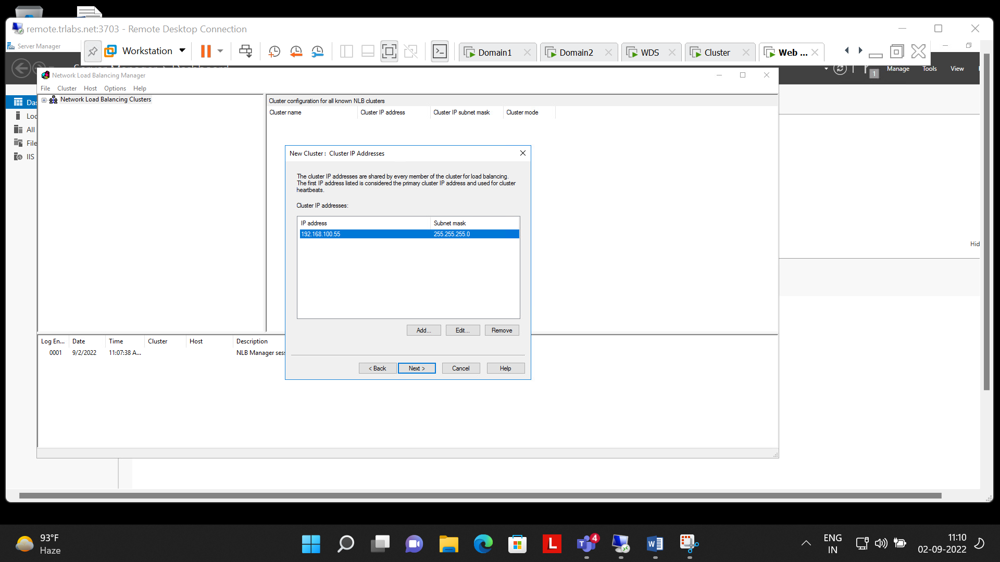 remote.trlabs.net:3703 - Remote Desktop Connection
Server Manager
Workstation
Domain1
Domain2
WDS
Cluster
Web ...
1
Manage
Tools
View
Network Load Balancing Manager
File
Cluster
Host
Options
Help
Network Load Balancing Clusters
Cluster configuration for all known NLB clusters
Cluster name
Cluster IP address
Cluster IP subnet mask
Cluster mode
Das
Loc
All
File
IIS
New Cluster : Cluster IP Addresses
The cluster IP addresses are shared by every member of the cluster for load balancing.
The first IP address listed is considered the primary cluster IP address and used for cluster
heartbeats.
Cluster IP addresses:
IP address
Subnet mask
192.168.100.55
255.255.255.0
Add...
Edit...
Remove
< Back
Next >
Cancel
Help
Hid
Log En...
Date
Time
Cluster
Host
Description
0001
9/2/2022
11:07:38 A...
NLB Manager ses
93°F
Haze
L
4
ENG
IN
11:10
02-09-2022